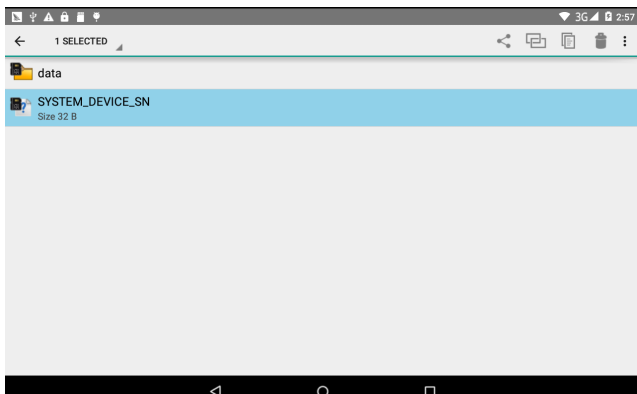 3G 2:57
1 SELECTED
data
SYSTEM_DEVICE_SN
Size 32 B